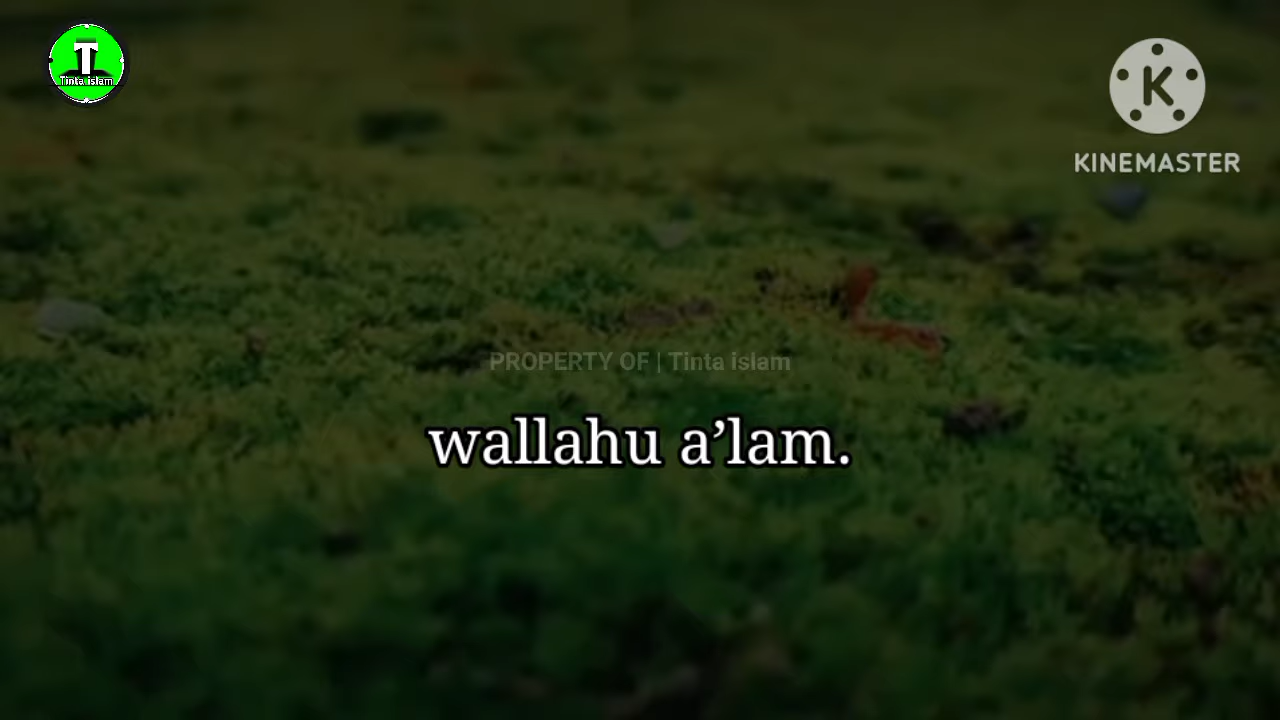 T
Tinta islam
K
KINEMASTER
PROPERTY OF | Tinta islam
wallahu a’lam.